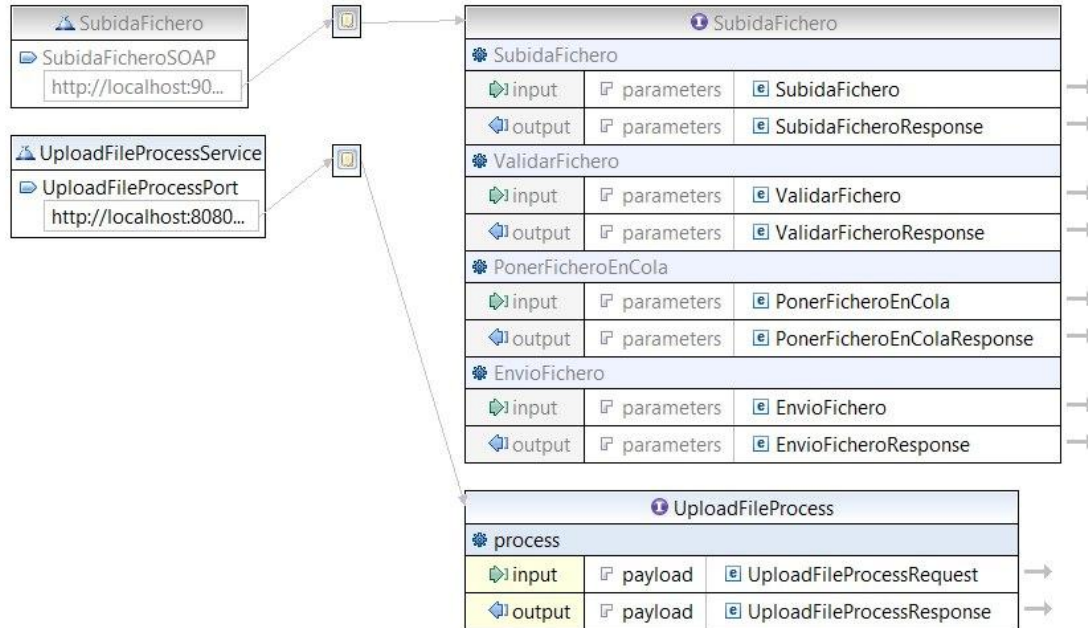 SubidaFichero
SubidaFicheroSOAP
http://localhost:90...
UploadFileProcessService
UploadFileProcessPort
http://localhost:8080...
SubidaFichero
SubidaFichero
input parameters SubidaFichero
output parameters SubidaFicheroResponse
ValidarFichero
input parameters ValidarFichero
output parameters ValidarFicheroResponse
PonerFicheroEnCola
input parameters PonerFicheroEnCola
output parameters PonerFicheroEnColaResponse
EnvioFichero
input parameters EnvioFichero
output parameters EnvioFicheroResponse
UploadFileProcess
process
input payload UploadFileProcessRequest
output payload UploadFileProcessResponse